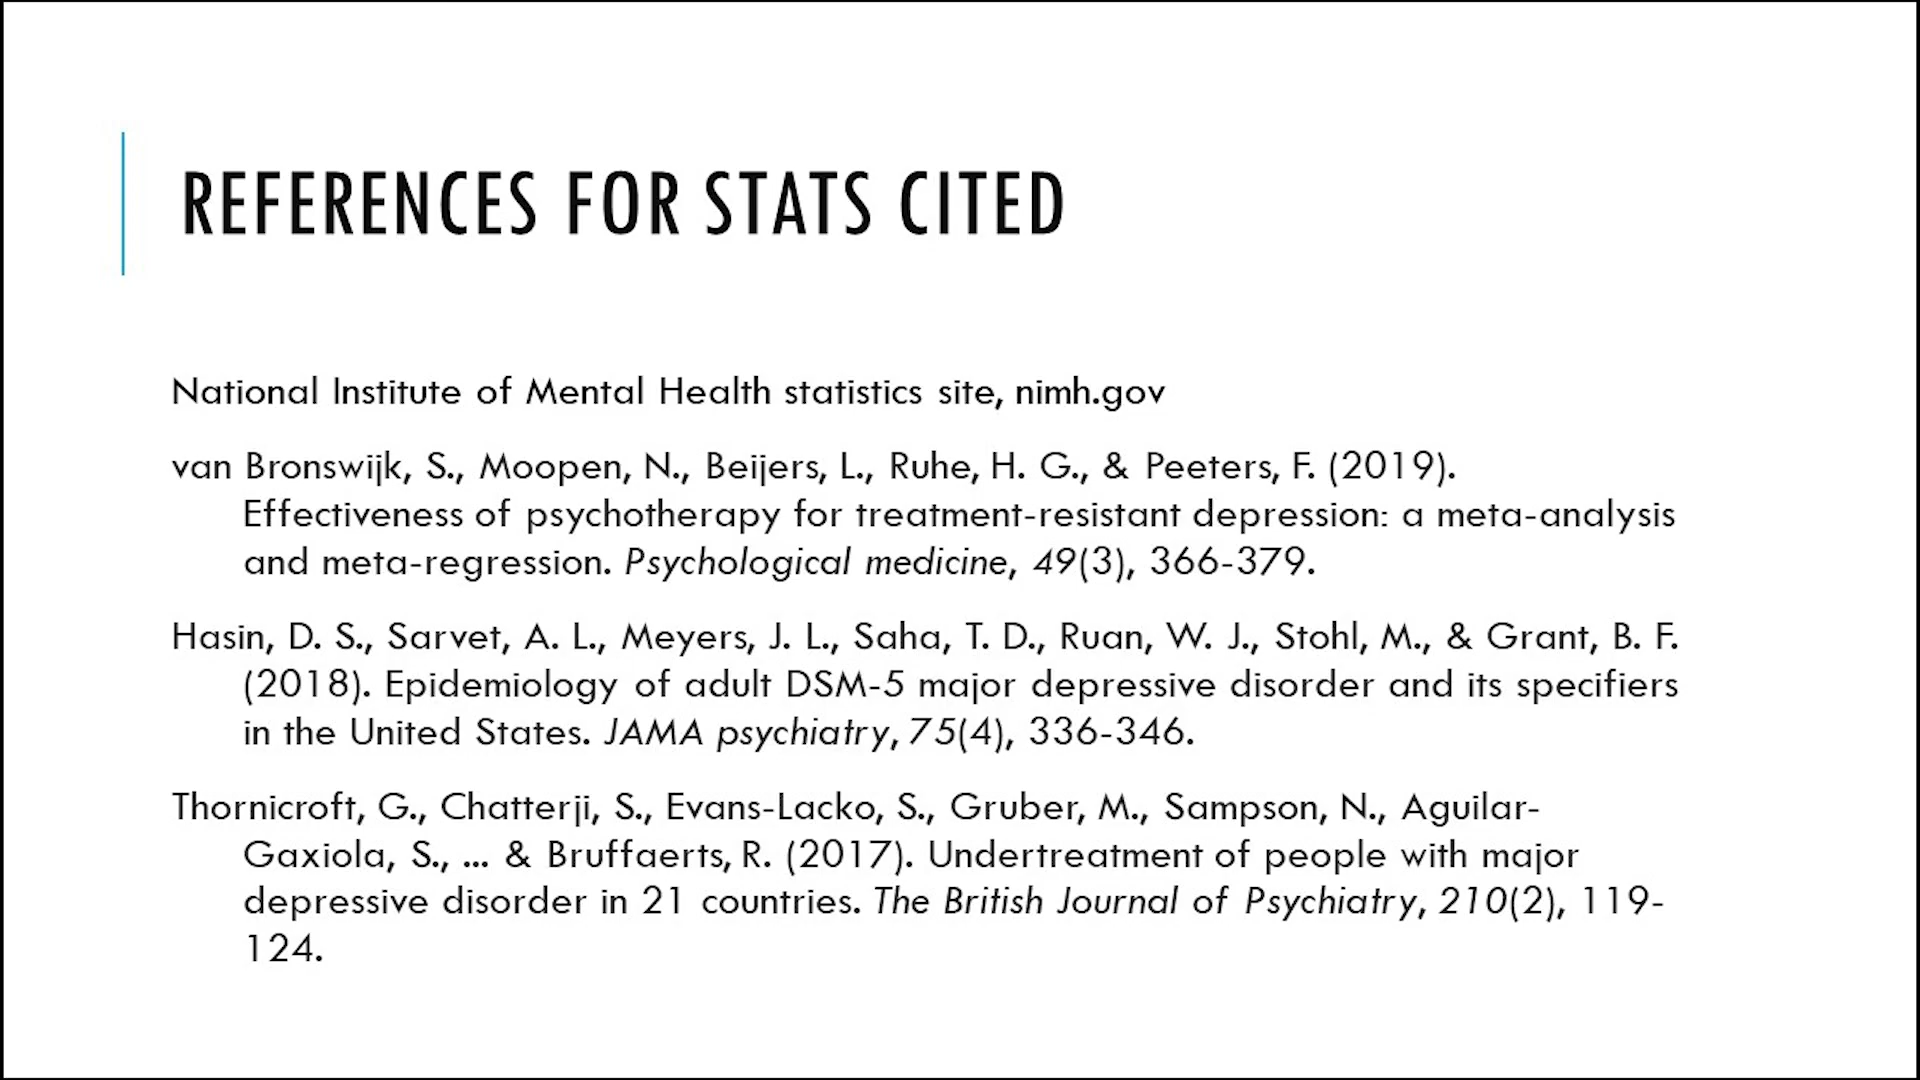 REFERENCES FOR STATS CITED
National Institute of Mental Health statistics site, nimh.gov
van Bronswijk, S., Moopen, N., Beijers, L., Ruhe, H. G., & Peeters, F. (2019).
Effectiveness of psychotherapy for treatment-resistant depression: a meta-analysis
and meta-regression. Psychological medicine, 49(3), 366-379.
Hasin, D. S., Sarvet, A. L., Meyers, J. L., Saha, T. D., Ruan, W. J., Stohl, M., & Grant, B. F.
(2018). Epidemiology of adult DSM-5 major depressive disorder and its specifiers
in the United States. JAMA psychiatry, 75(4), 336-346.
Thornicroft, G., Chatterji, S., Evans-Lacko, S., Gruber, M., Sampson, N., Aguilar-
Gaxiola, S., ... & Bruffaerts, R. (2017). Undertreatment of people with major
depressive disorder in 21 countries. The British Journal of Psychiatry, 210(2), 119-
124.